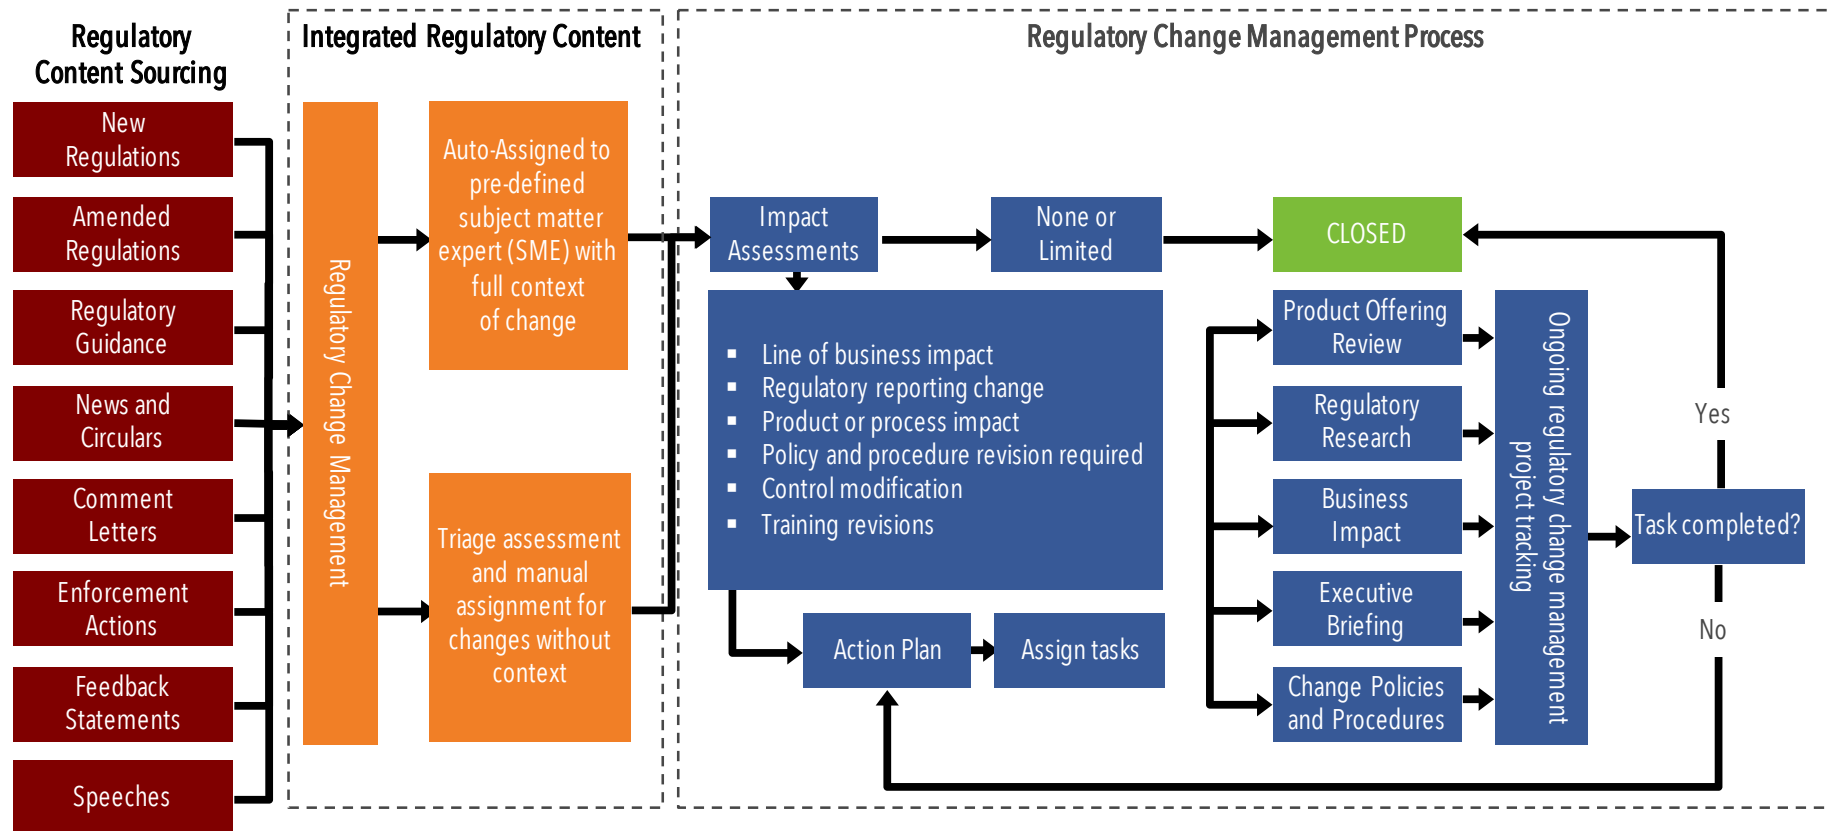 Regulatory
Content Sourcing
New
Regulations
Amended
Regulations
Regulatory
Guidance
News and
Circulars
Comment
Letters
Enforcement
Actions
Feedback
Statements
Speeches
Integrated Regulatory Content
Regulatory Change Management
Auto-Assigned to
pre-defined
subject matter
expert (SME) with
full context
of change
Triage assessment
and manual
assignment for
changes without
context
Regulatory Change Management Process
Impact
Assessments
None or
Limited
CLOSED
▪ Line of business impact
▪ Regulatory reporting change
▪ Product or process impact
▪ Policy and procedure revision required
▪ Control modification
▪ Training revisions
Action Plan
Assign tasks
Product Offering
Review
Regulatory
Research
Business
Impact
Executive
Briefing
Change Policies
and Procedures
Ongoing regulatory change management
project tracking
Yes
Task completed?
No